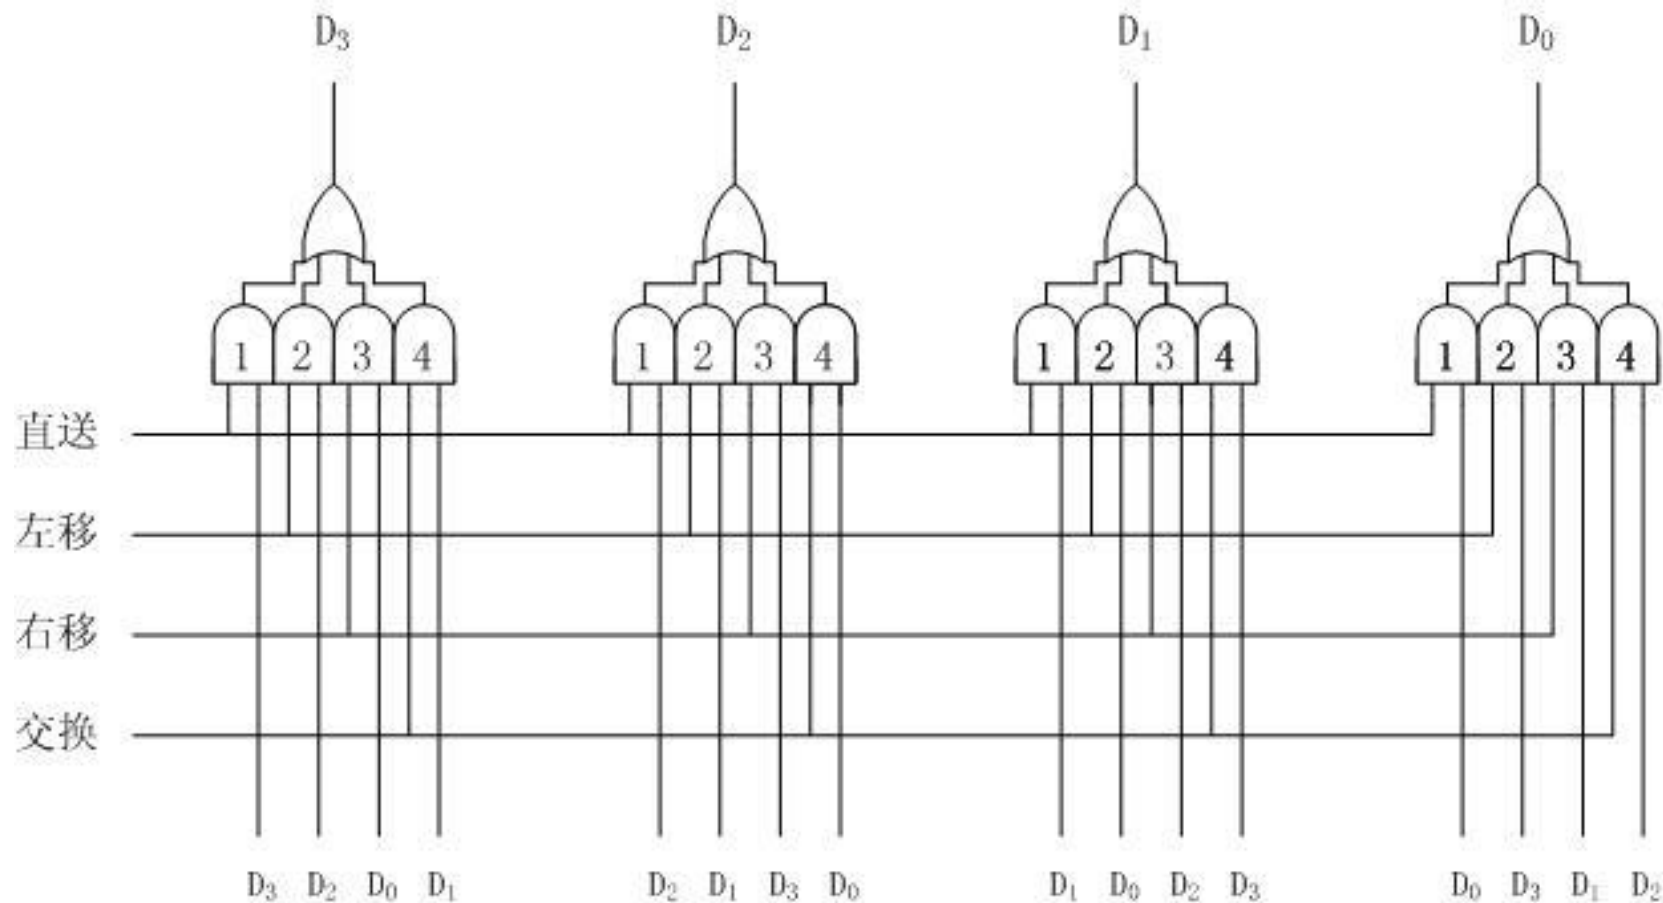 D₃ D₂ D₁ D₀
1 2 3 4 1 2 3 4 1 2 3 4 1 2 3 4
直送
左移
右移
交换
D₃ D₂ D₀ D₁ D₂ D₁ D₃ D₀ D₁ D₀ D₂ D₃ D₀ D₃ D₁ D₂